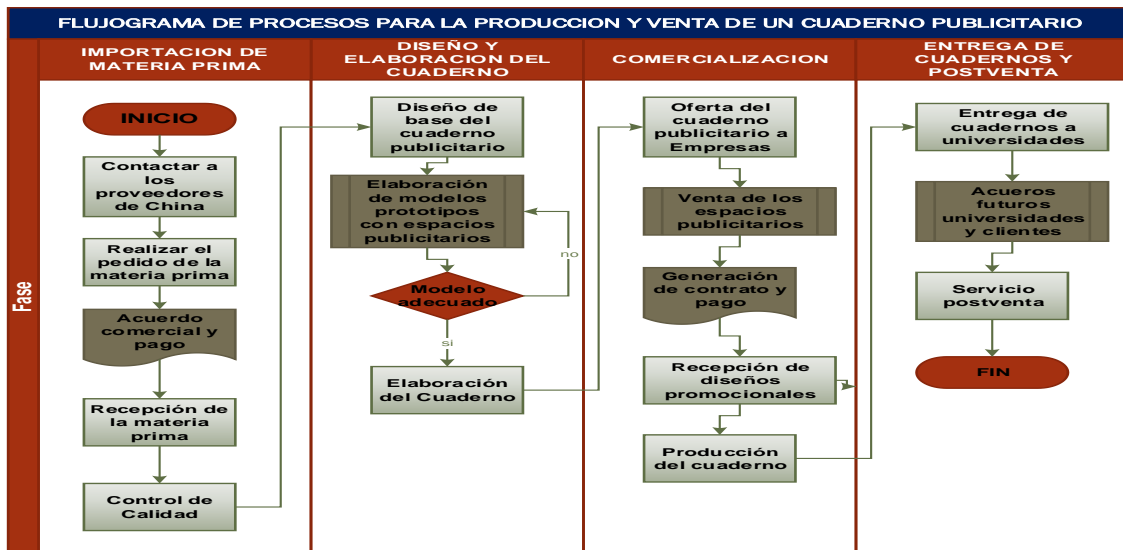 FLUJOGRAMA DE PROCESOS PARA LA PRODUCCION Y VENTA DE UN CUADERNO PUBLICITARIO
Fase
IMPORTACION DE
MATERIA PRIMA
INICIO
Contactar a
los
proveedores
de China
Realizar el
pedido de la
materia prima
Acuerdo
comercial y
pago
Recepción de
la materia
prima
Control de
Calidad
DISEÑO Y
ELABORACION DEL
CUADERNO
Diseño de
base del
cuaderno
publicitario
Elaboración
de modelos
prototipos
con espacios
publicitarios
no
Modelo
adecuado
si
Elaboración
del Cuaderno
COMERCIALIZACION
Oferta del
cuaderno
publicitario a
Empresas
Venta de los
espacios
publicitarios
Generación
de contrato y
pago
Recepción de
diseños
promocionales
Producción
del cuaderno
ENTREGA DE
CUADERNOS Y
POSTVENTA
Entrega de
cuadernos a
universidades
Acueros
futuros
universidades
y clientes
Servicio
postventa
FIN